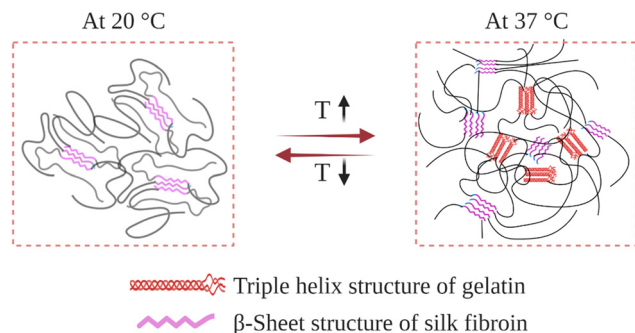 At 20 °C
At 37 °C
T
T
Triple helix structure of gelatin
β-Sheet structure of silk fibroin